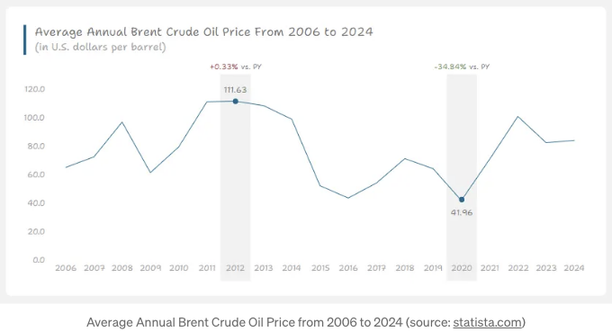 Average Annual Brent Crude Oil Price From 2006 to 2024
(in U.S. dollars per barrel)
+0.33% vs. PY
-34.84% vs. PY
120.0
111.63
100.0
80.0
60.0
40.0
41.96
20.0
0.0
2006 2007 2008 2009 2010 2011 2012 2013 2014 2015 2016 2017 2018 2019 2020 2021 2022 2023 2024
Average Annual Brent Crude Oil Price from 2006 to 2024 (source: statista.com)